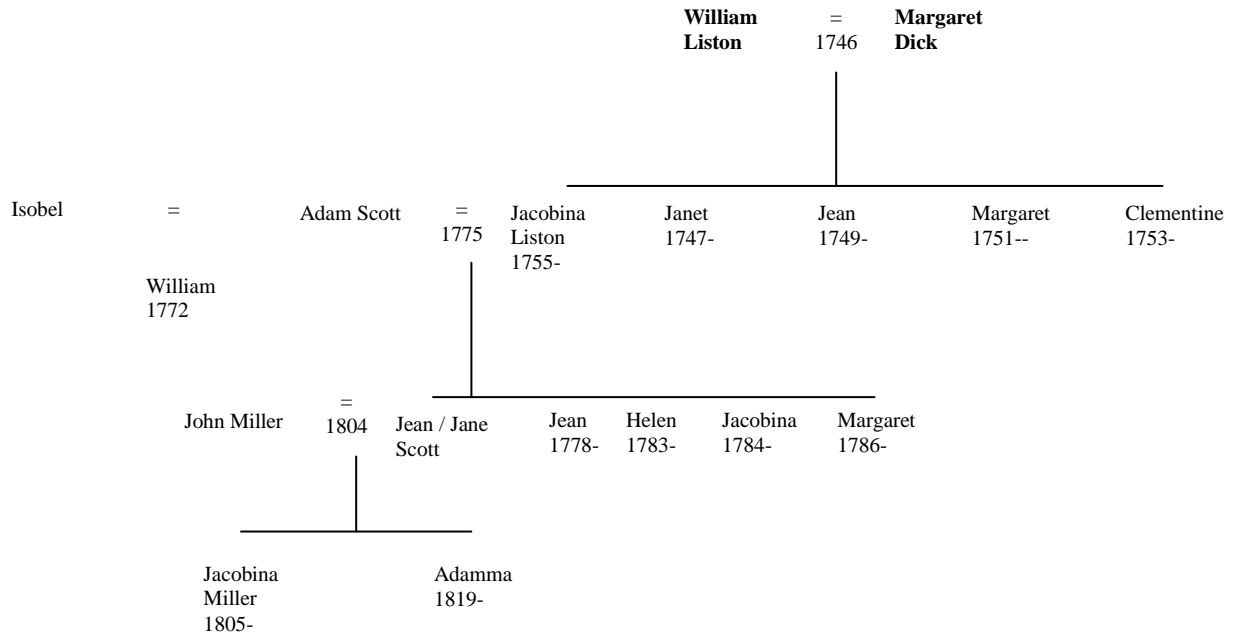 William = Margaret
Liston 1746 Dick
Isobel = Adam Scott = Jacobina Janet Jean Margaret Clementine
1775 Liston 1747- 1749- 1751-- 1753-
1755-
William
1772
John Miller = Jean / Jane Jean Helen Jacobina Margaret
1804 Scott 1778- 1783- 1784- 1786-
Jacobina Adamma
Miller 1819-
1805-